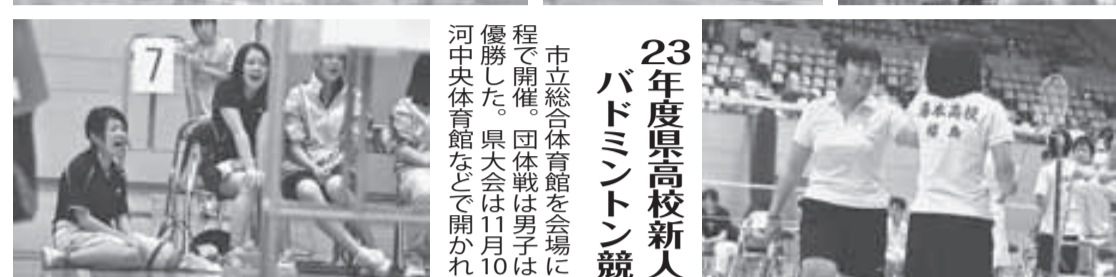 23年度県高校新人
バドミントン競
市立総合体育館を会場に
程で開催。団体戦は男子は
優勝した。県大会は11月10
河中央体育館などで開かれ
7
高校
福島